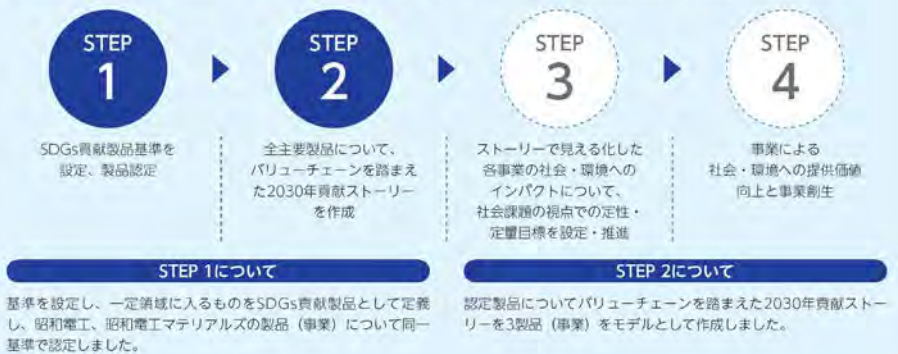 STEP
1
STEP
2
STEP
3
STEP
4
SDGs貢献製品基準を
設定、製品認定
全主要製品について、
バリューチェーンを踏まえ
た2030年貢献ストーリー
を作成
ストーリーで見える化した
各事業の社会・環境への
インパクトについて、
社会課題の視点での定性・
定量目標を設定・推進
事業による
社会・環境への提供価値
向上と事業創生
STEP 1について
基準を設定し、一定領域に入るものをSDGs貢献製品として定義
し、昭和電工、昭和電工マテリアルズの製品（事業）について同一
基準で認定しました。
STEP 2について
認定製品についてバリューチェーンを踏まえた2030年貢献ストー
リーを3製品（事業）をモデルとして作成しました。